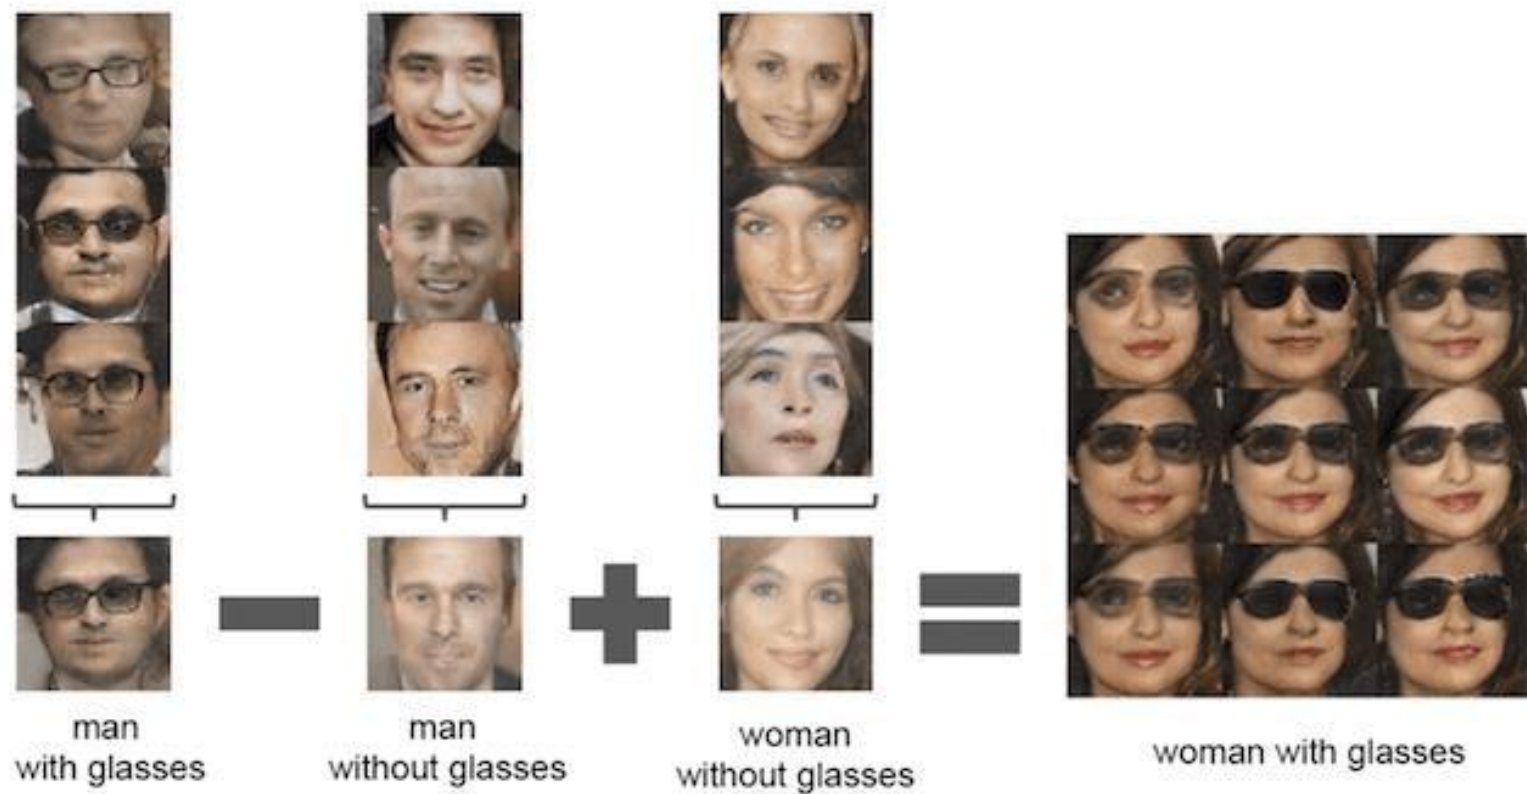 man
with glasses
man
without glasses
woman
without glasses
woman with glasses